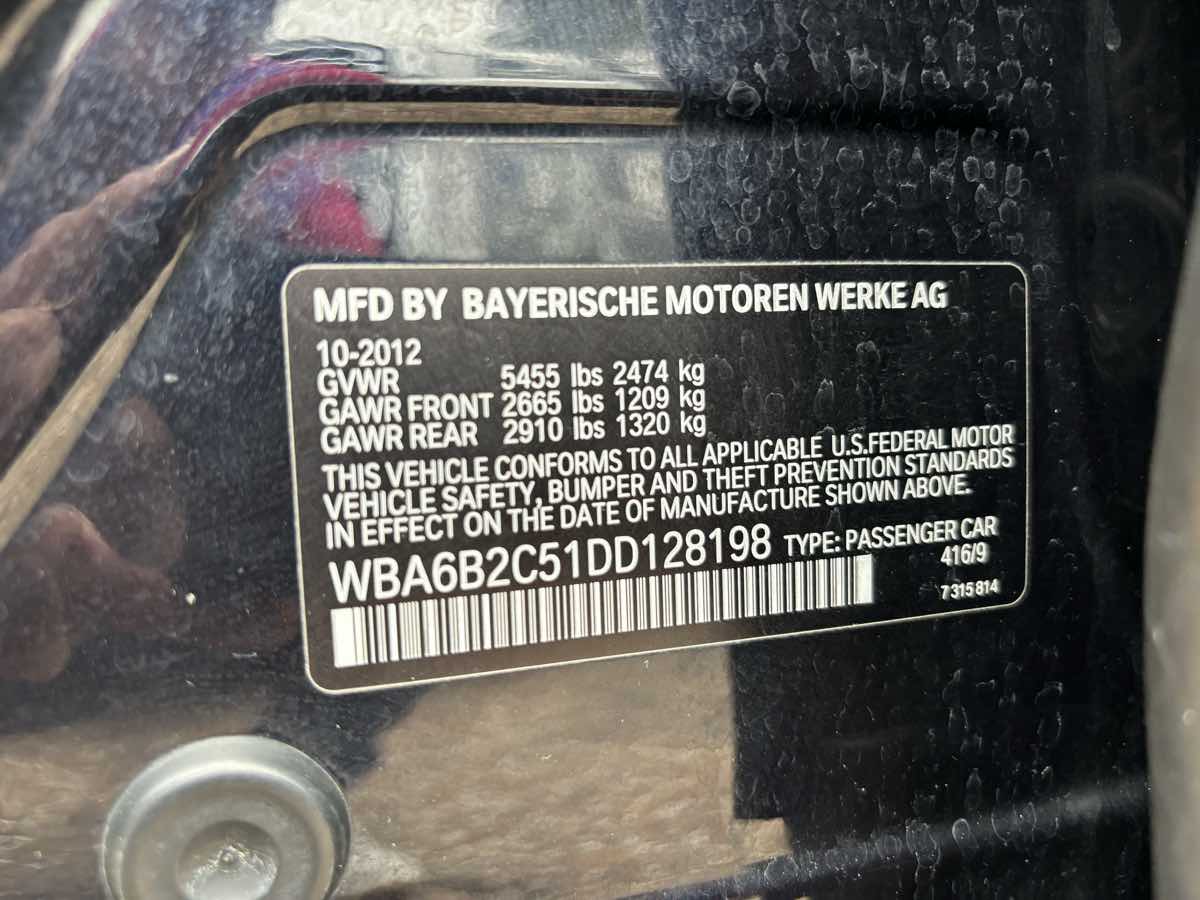 MFD BY BAYERISCHE MOTOREN WERKE AG
10-2012
GVWR 5455 lbs 2474 kg
GAWR FRONT 2665 lbs 1209 kg
GAWR REAR 2910 lbs 1320 kg
THIS VEHICLE CONFORMS TO ALL APPLICABLE U.S.FEDERAL MOTOR
VEHICLE SAFETY, BUMPER AND THEFT PREVENTION STANDARDS
IN EFFECT ON THE DATE OF MANUFACTURE SHOWN ABOVE.
WBA6B2C51DD128198 TYPE: PASSENGER CAR
416/9
7 315 814